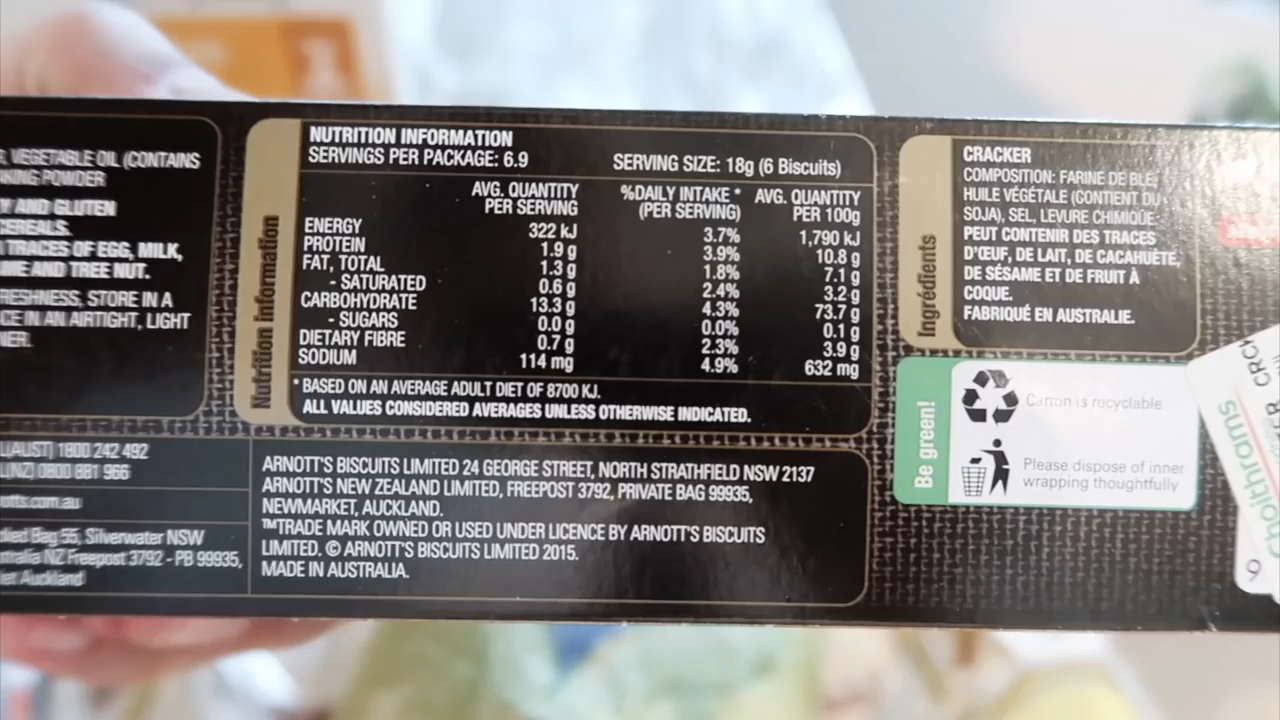 VEGETABLE OIL (CONTAINS
KING POWDER
AND GLUTEN
CEREALS.
TRACES OF EGG, MILK,
AND TREE NUT.
STORE IN A
IN AN AIRTIGHT, LIGHT
Nutrition information
NUTRITION INFORMATION
SERVINGS PER PACKAGE: 6.9 SERVING SIZE: 18g (6 Biscuits)
AVG. QUANTITY %DAILY INTAKE * AVG. QUANTITY
PER SERVING (PER SERVING) PER 100g
ENERGY 322 kJ 3.7% 1,790 kJ
PROTEIN 1.9 g 3.9% 10.8 g
FAT, TOTAL 1.3 g 1.8% 7.1 g
- SATURATED 0.6 g 2.4% 3.2 g
CARBOHYDRATE 13.3 g 4.3% 73.7 g
- SUGARS 0.0 g 0.0% 0.1 g
DIETARY FIBRE 0.7 g 2.3% 3.9 g
SODIUM 114 mg 4.9% 632 mg
* BASED ON AN AVERAGE ADULT DIET OF 8700 KJ.
ALL VALUES CONSIDERED AVERAGES UNLESS OTHERWISE INDICATED.
Ingrédients
CRACKER
COMPOSITION: FARINE DE BLÉ,
HUILE VÉGÉTALE (CONTIENT DU
SOJA), SEL, LEVURE CHIMIQUE.
PEUT CONTENIR DES TRACES
D'ŒUF, DE LAIT, DE CACAHUÈTE,
DE SÉSAME ET DE FRUIT À
COQUE.
FABRIQUÉ EN AUSTRALIE.
Be green!
Carton is recyclable
Please dispose of inner
wrapping thoughtfully
(AUST) 1800 242 492
(NZ) 0800 881 966
Bag 55, Silverwater NSW
NZ Freepost 3792 - PB 99935,
Auckland
ARNOTT'S BISCUITS LIMITED 24 GEORGE STREET, NORTH STRATHFIELD NSW 2137
ARNOTT'S NEW ZEALAND LIMITED, FREEPOST 3792, PRIVATE BAG 99935,
NEWMARKET, AUCKLAND.
™TRADE MARK OWNED OR USED UNDER LICENCE BY ARNOTT'S BISCUITS
LIMITED. © ARNOTT'S BISCUITS LIMITED 2015.
MADE IN AUSTRALIA.
choithrams